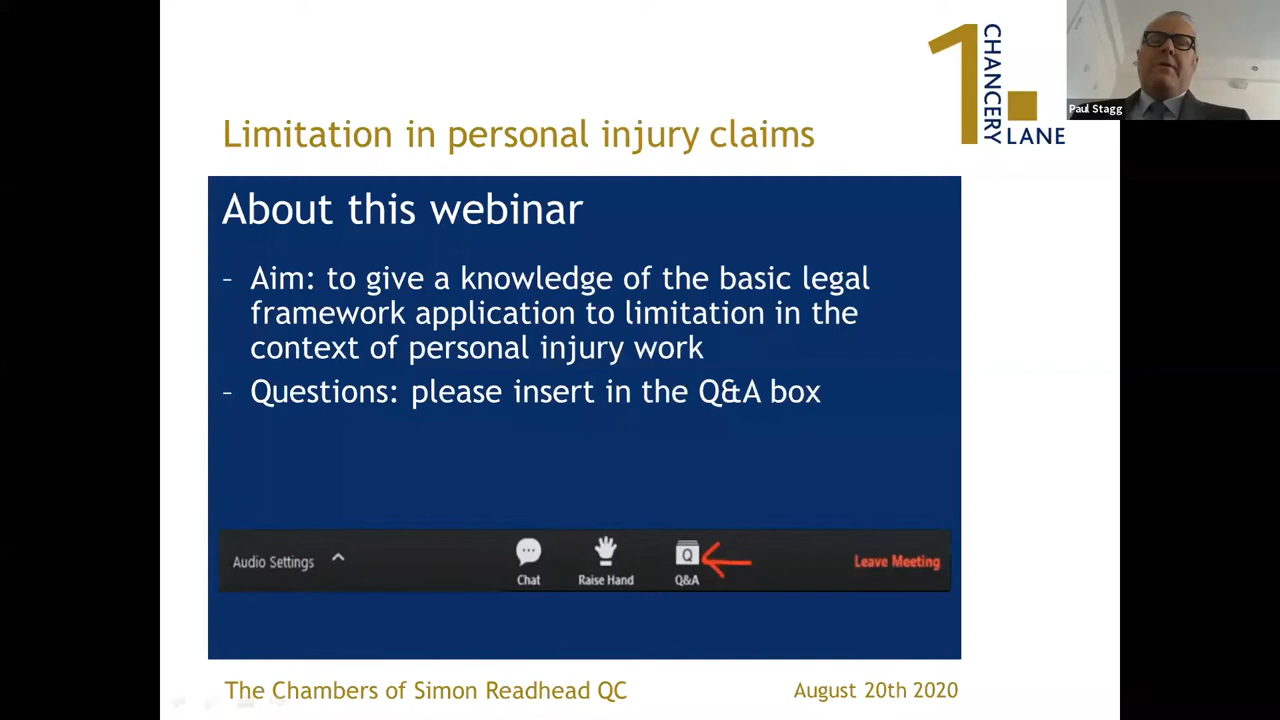 1 CHANCERY LANE
Paul Stagg
Limitation in personal injury claims
About this webinar
- Aim: to give a knowledge of the basic legal
framework application to limitation in the
context of personal injury work
- Questions: please insert in the Q&A box
Audio Settings
Chat
Raise Hand
Q
Q&A
Leave Meeting
The Chambers of Simon Readhead QC
August 20th 2020